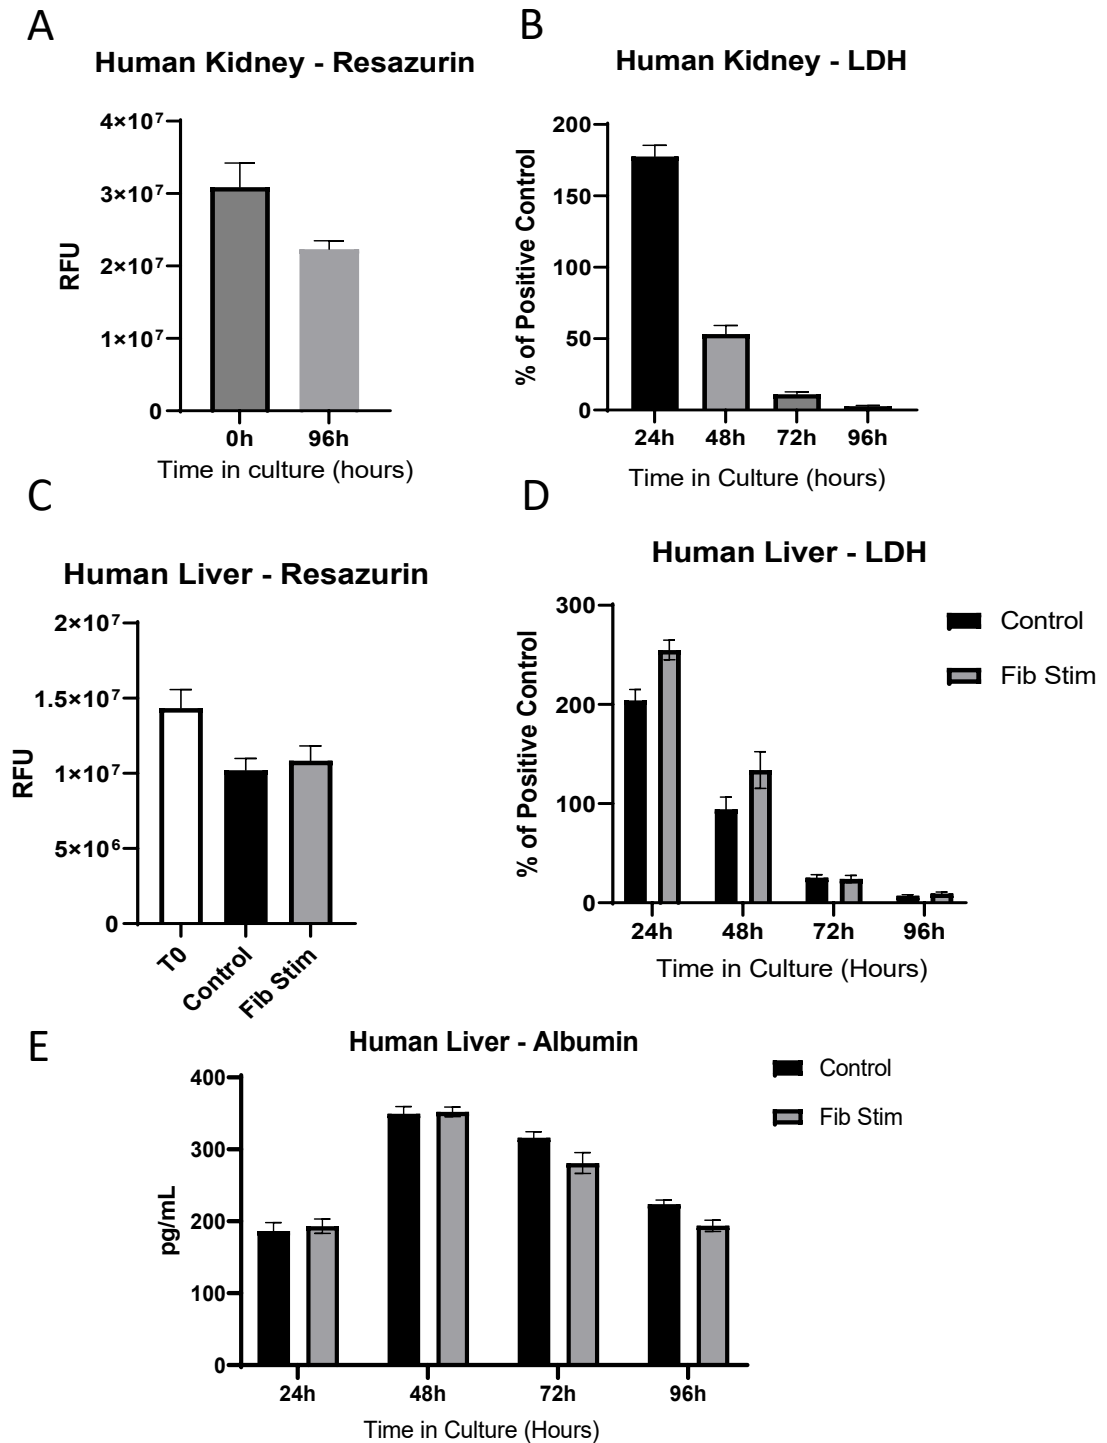 A
Human Kidney - Resazurin
4×10⁷
3×10⁷
2×10⁷
1×10⁷
0
RFU
0h 96h
Time in culture (hours)
B
Human Kidney - LDH
200
150
100
50
0
% of Positive Control
24h 48h 72h 96h
Time in Culture (hours)
C
Human Liver - Resazurin
2×10⁷
1.5×10⁷
1×10⁷
5×10⁶
0
RFU
T0 Control Fib Stim
D
Human Liver - LDH
300
200
100
0
% of Positive Control
24h 48h 72h 96h
Time in Culture (Hours)
Control
Fib Stim
E
Human Liver - Albumin
400
300
200
100
0
pg/mL
24h 48h 72h 96h
Time in Culture (Hours)
Control
Fib Stim